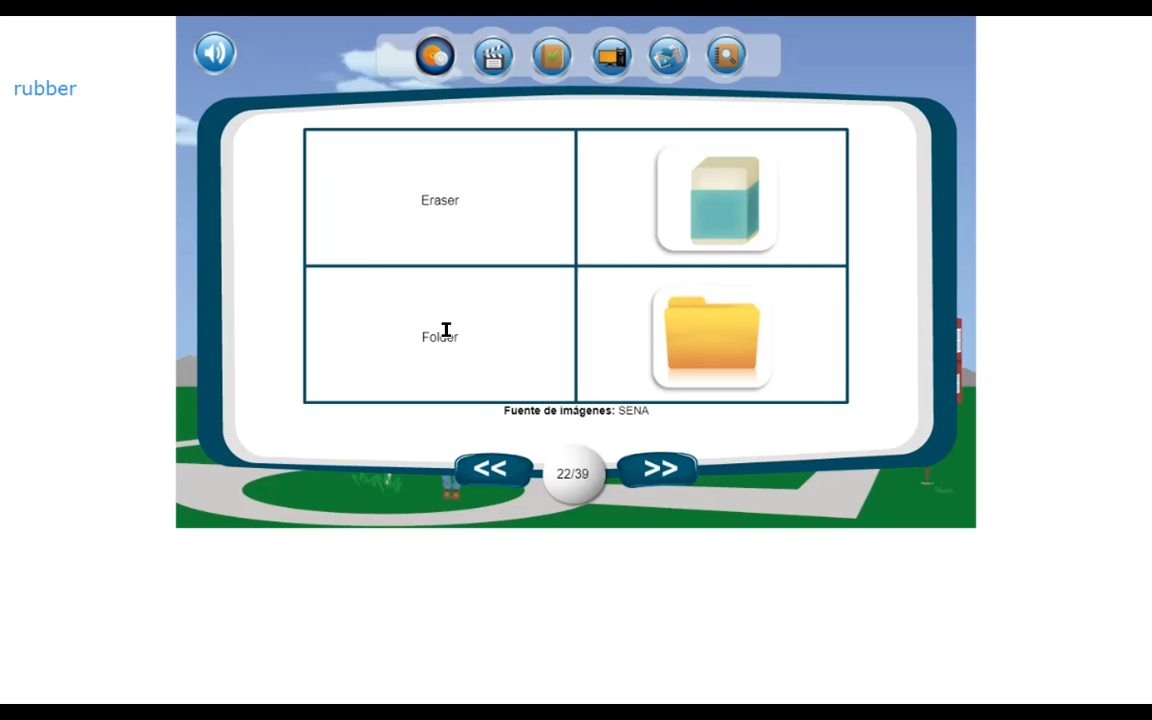 rubber
Eraser
Folder
Fuente de imágenes: SENA
<< 22/39 >>